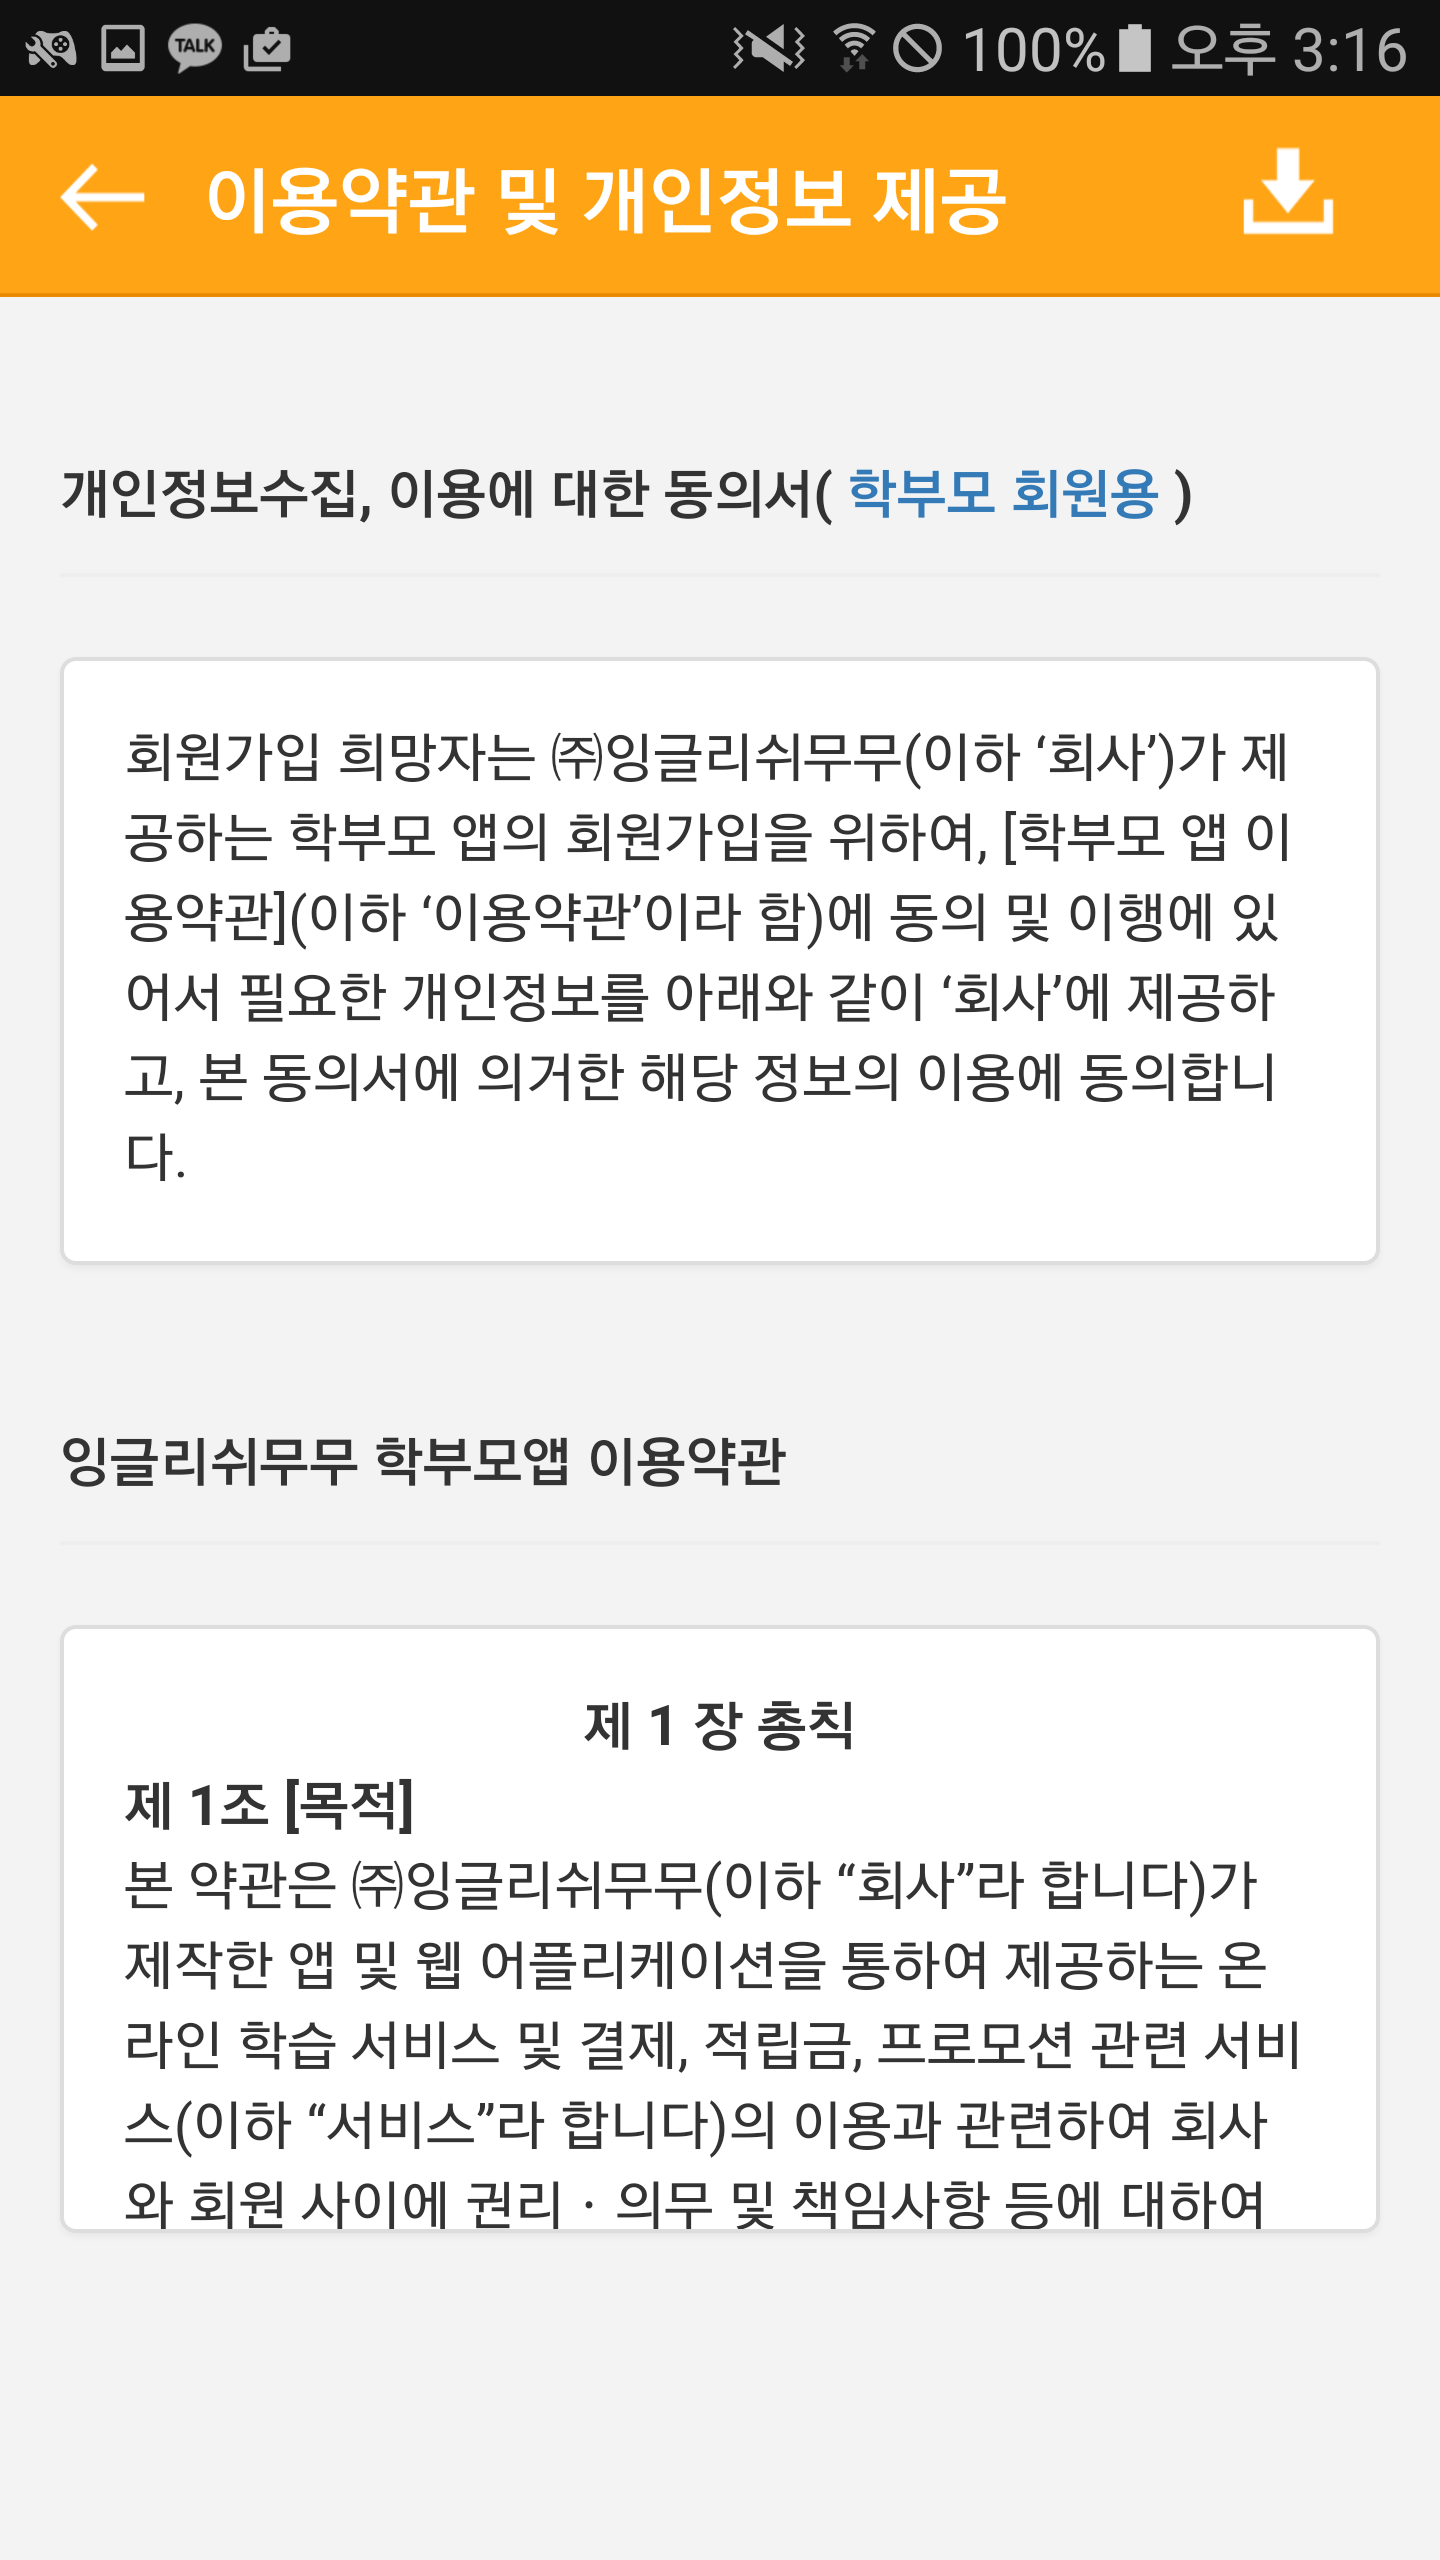 TALK 100% 오후 3:16
이용약관 및 개인정보 제공
개인정보수집, 이용에 대한 동의서( 학부모 회원용 )
회원가입 희망자는 ㈜잉글리쉬무무(이하 ‘회사’)가 제
공하는 학부모 앱의 회원가입을 위하여, [학부모 앱 이
용약관](이하 ‘이용약관’이라 함)에 동의 및 이행에 있
어서 필요한 개인정보를 아래와 같이 ‘회사’에 제공하
고, 본 동의서에 의거한 해당 정보의 이용에 동의합니
다.
잉글리쉬무무 학부모앱 이용약관
제 1 장 총칙
제 1조 [목적]
본 약관은 ㈜잉글리쉬무무(이하 “회사”라 합니다)가
제작한 앱 및 웹 어플리케이션을 통하여 제공하는 온
라인 학습 서비스 및 결제, 적립금, 프로모션 관련 서비
스(이하 “서비스”라 합니다)의 이용과 관련하여 회사
와 회원 사이에 권리 · 의무 및 책임사항 등에 대하여